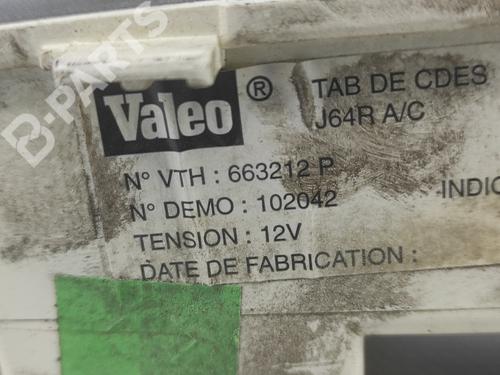 B-PARTS
Valeo ®
TAB DE CDES
J64R A/C
N° VTH : 663212 P
N° DEMO : 102042
INDIC
TENSION : 12V
DATE DE FABRICATION :